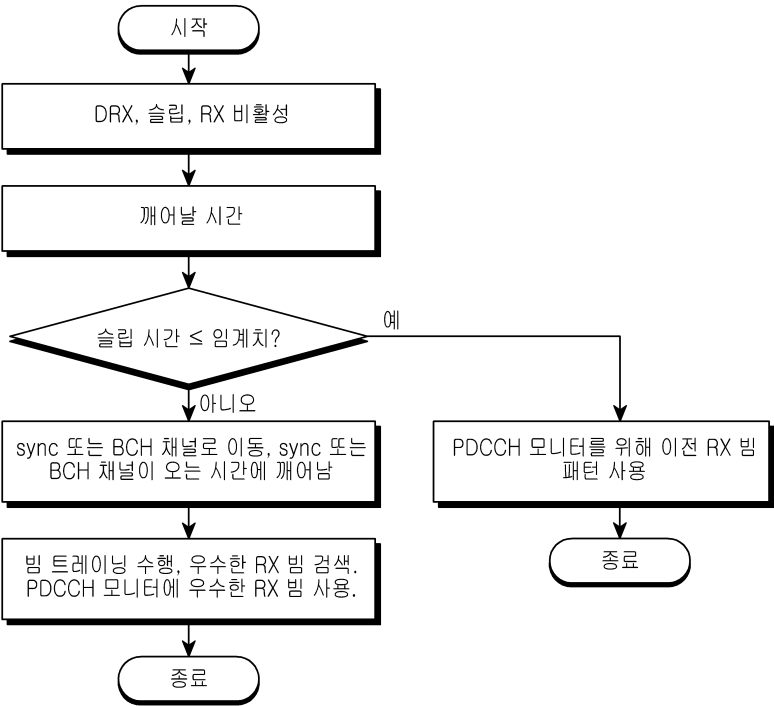 시작
DRX, 슬립, RX 비활성
깨어날 시간
슬립 시간 ≤ 임계치?
예
아니오
sync 또는 BCH 채널로 이동, sync 또는
BCH 채널이 오는 시간에 깨어남
PDCCH 모니터를 위해 이전 RX 빔
패턴 사용
빔 트레이닝 수행, 우수한 RX 빔 검색.
PDCCH 모니터에 우수한 RX 빔 사용.
종료
종료